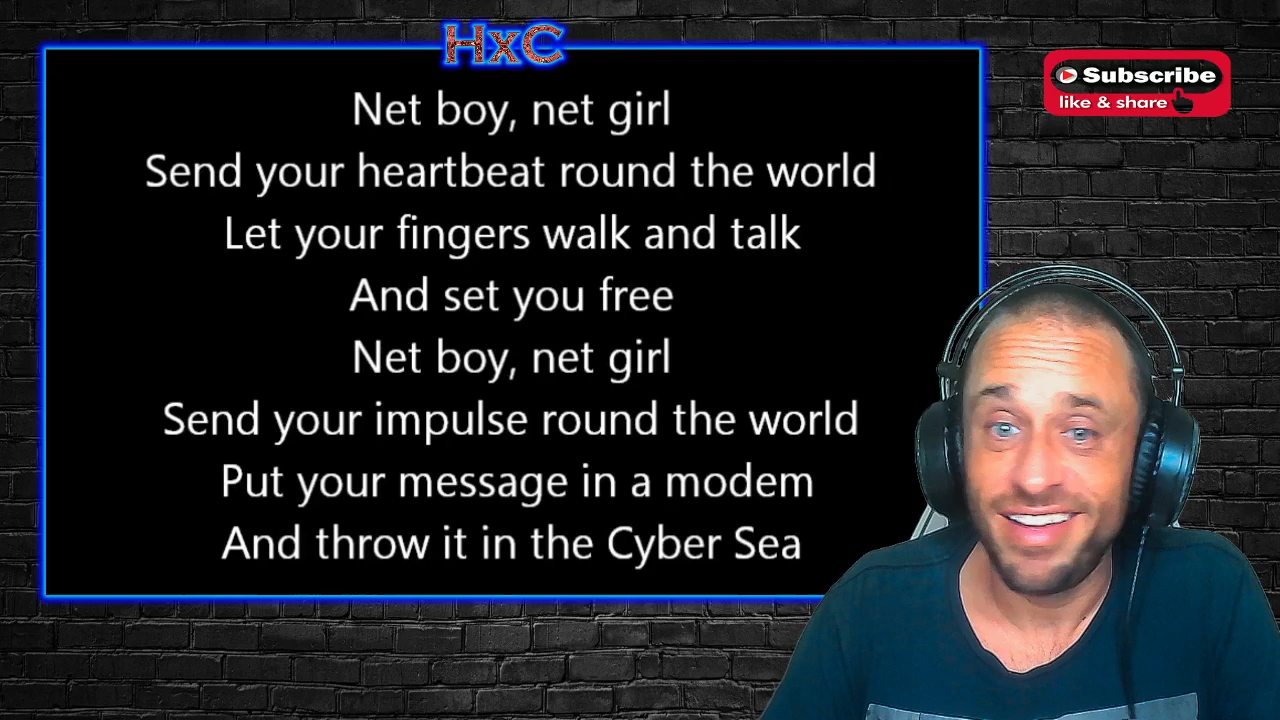 HxC
Subscribe
like & share
Net boy, net girl
Send your heartbeat round the world
Let your fingers walk and talk
And set you free
Net boy, net girl
Send your impulse round the world
Put your message in a modem
And throw it in the Cyber Sea